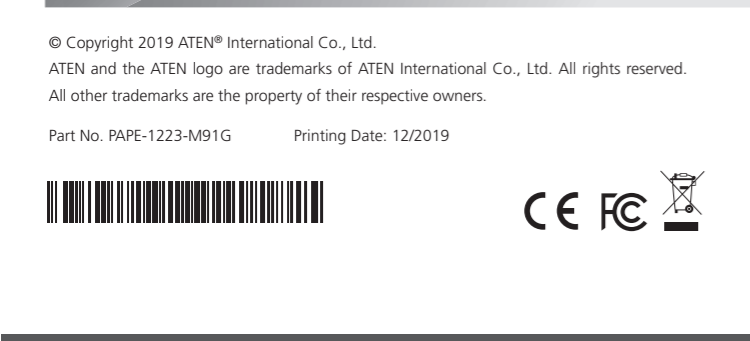 © Copyright 2019 ATEN® International Co., Ltd.
ATEN and the ATEN logo are trademarks of ATEN International Co., Ltd. All rights reserved.
All other trademarks are the property of their respective owners.
Part No. PAPE-1223-M91G Printing Date: 12/2019
CE FC